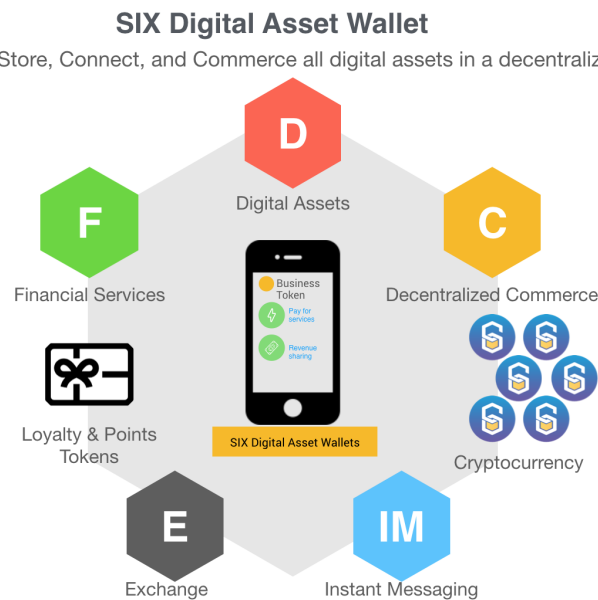 SIX Digital Asset Wallet
Store, Connect, and Commerce all digital assets in a decentraliz
D
Digital Assets
F
Financial Services
C
Decentralized Commerce
Business
Token
Pay for
services
Revenue
sharing
SIX Digital Asset Wallets
Loyalty & Points
Tokens
Cryptocurrency
E
Exchange
IM
Instant Messaging